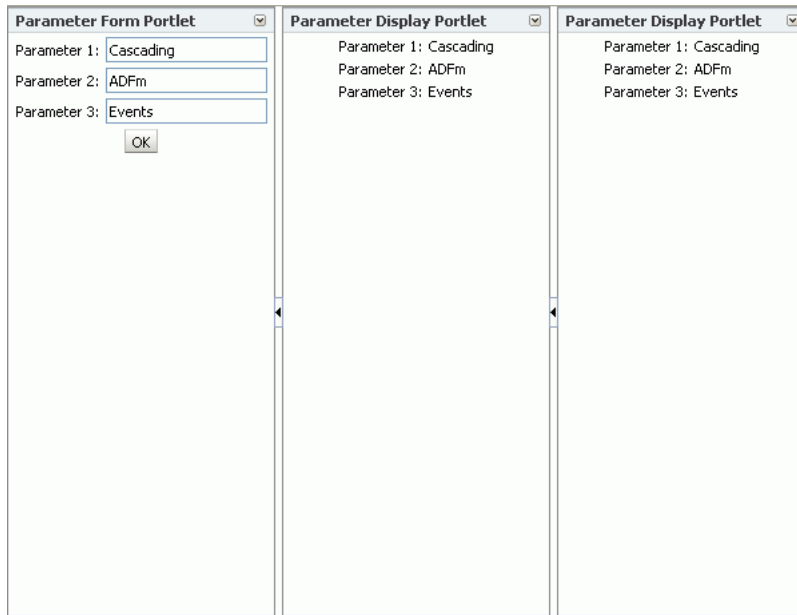 Parameter Form Portlet
Parameter 1: Cascading
Parameter 2: ADFm
Parameter 3: Events
OK
Parameter Display Portlet
Parameter 1: Cascading
Parameter 2: ADFm
Parameter 3: Events
Parameter Display Portlet
Parameter 1: Cascading
Parameter 2: ADFm
Parameter 3: Events